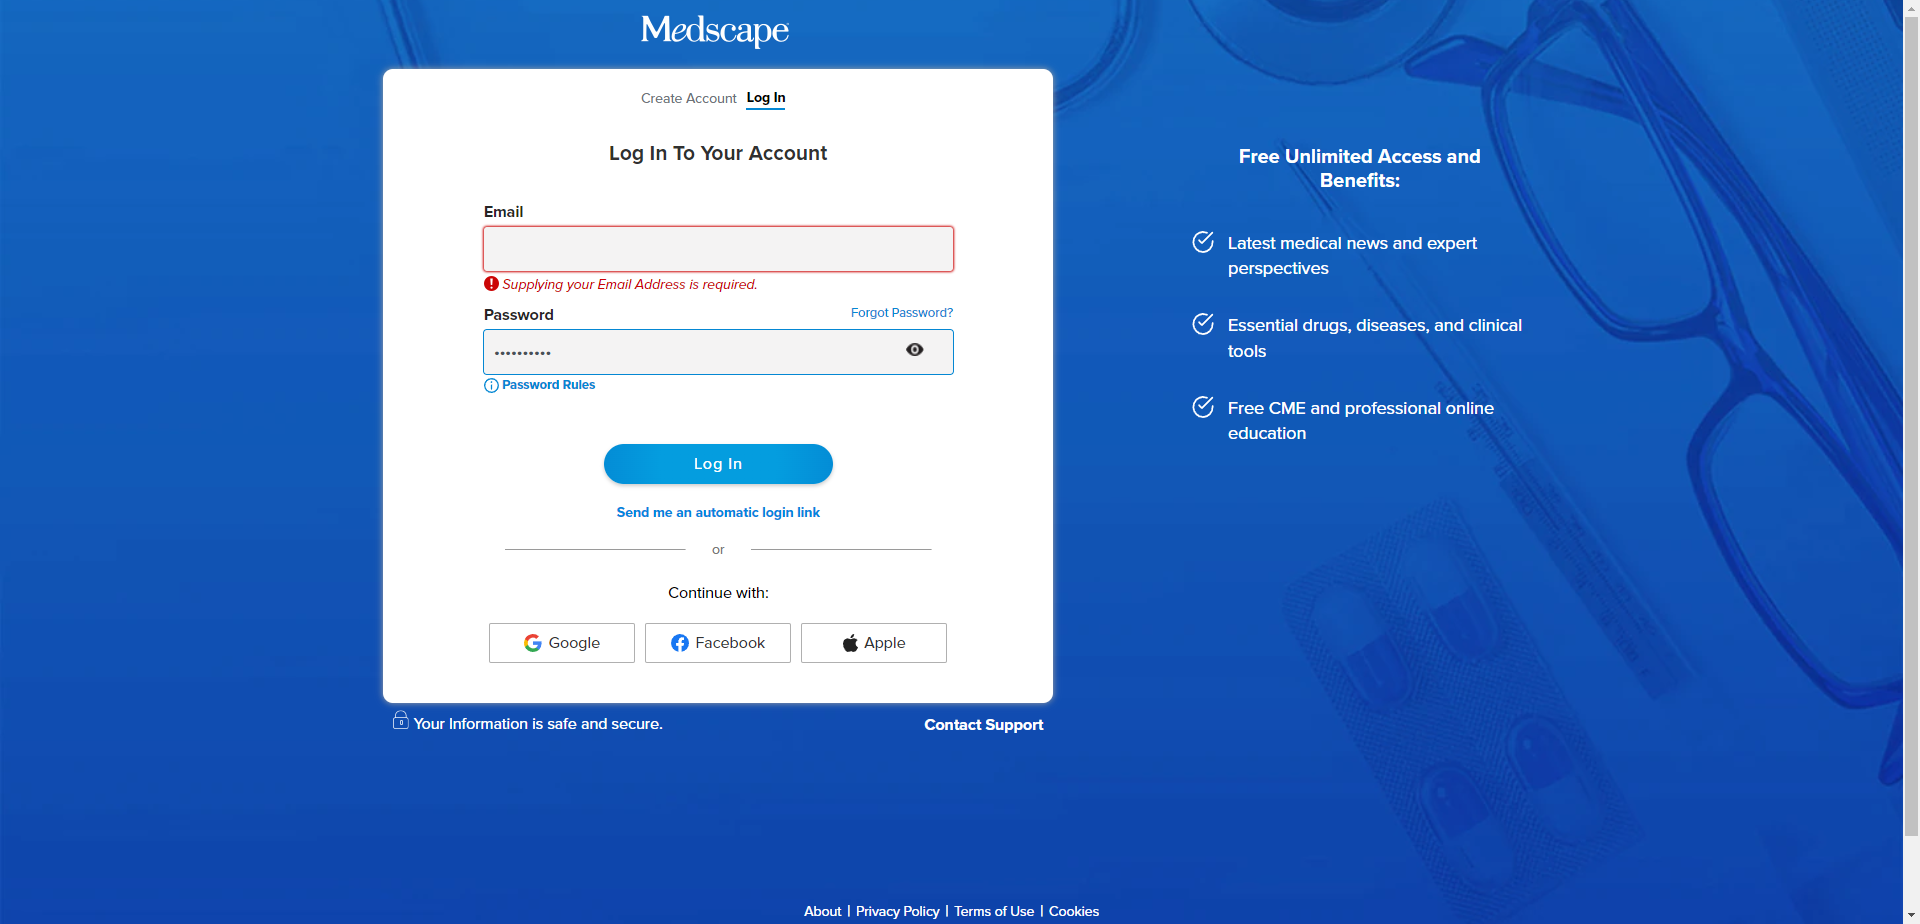 Medscape
Create Account Log In
Log In To Your Account
Email
Supplying your Email Address is required.
Password Forgot Password?
••••••••••
Password Rules
Log In
Send me an automatic login link
or
Continue with:
Google Facebook Apple
Your Information is safe and secure. Contact Support
Free Unlimited Access and
Benefits:
Latest medical news and expert
perspectives
Essential drugs, diseases, and clinical
tools
Free CME and professional online
education
About | Privacy Policy | Terms of Use | Cookies